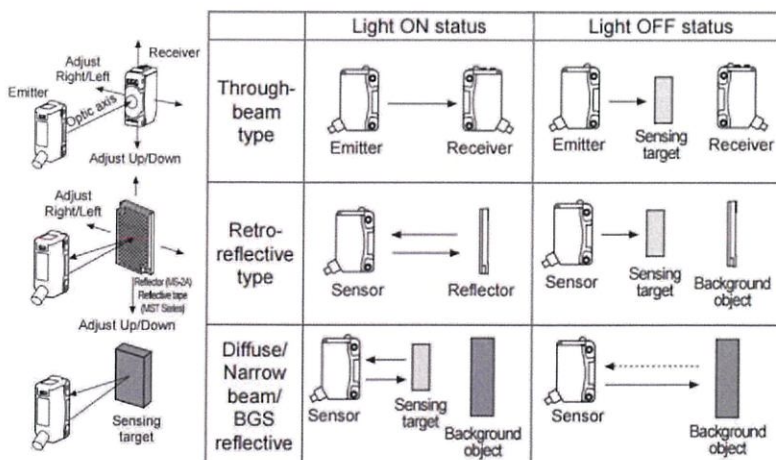 Light ON status
Light OFF status
Adjust
Right/Left
Receiver
Emitter
Optic axis
Adjust Up/Down
Through-
beam
type
Emitter
Receiver
Emitter
Sensing
target
Receiver
Adjust
Right/Left
Reflector (MS-2A)
Reflective tape
(MST Series)
Adjust Up/Down
Retro-
reflective
type
Sensor
Reflector
Sensor
Sensing
target
Background
object
Sensing
target
Diffuse/
Narrow
beam/
BGS
reflective
Sensor
Sensing
target
Background
object
Sensor
Background
object